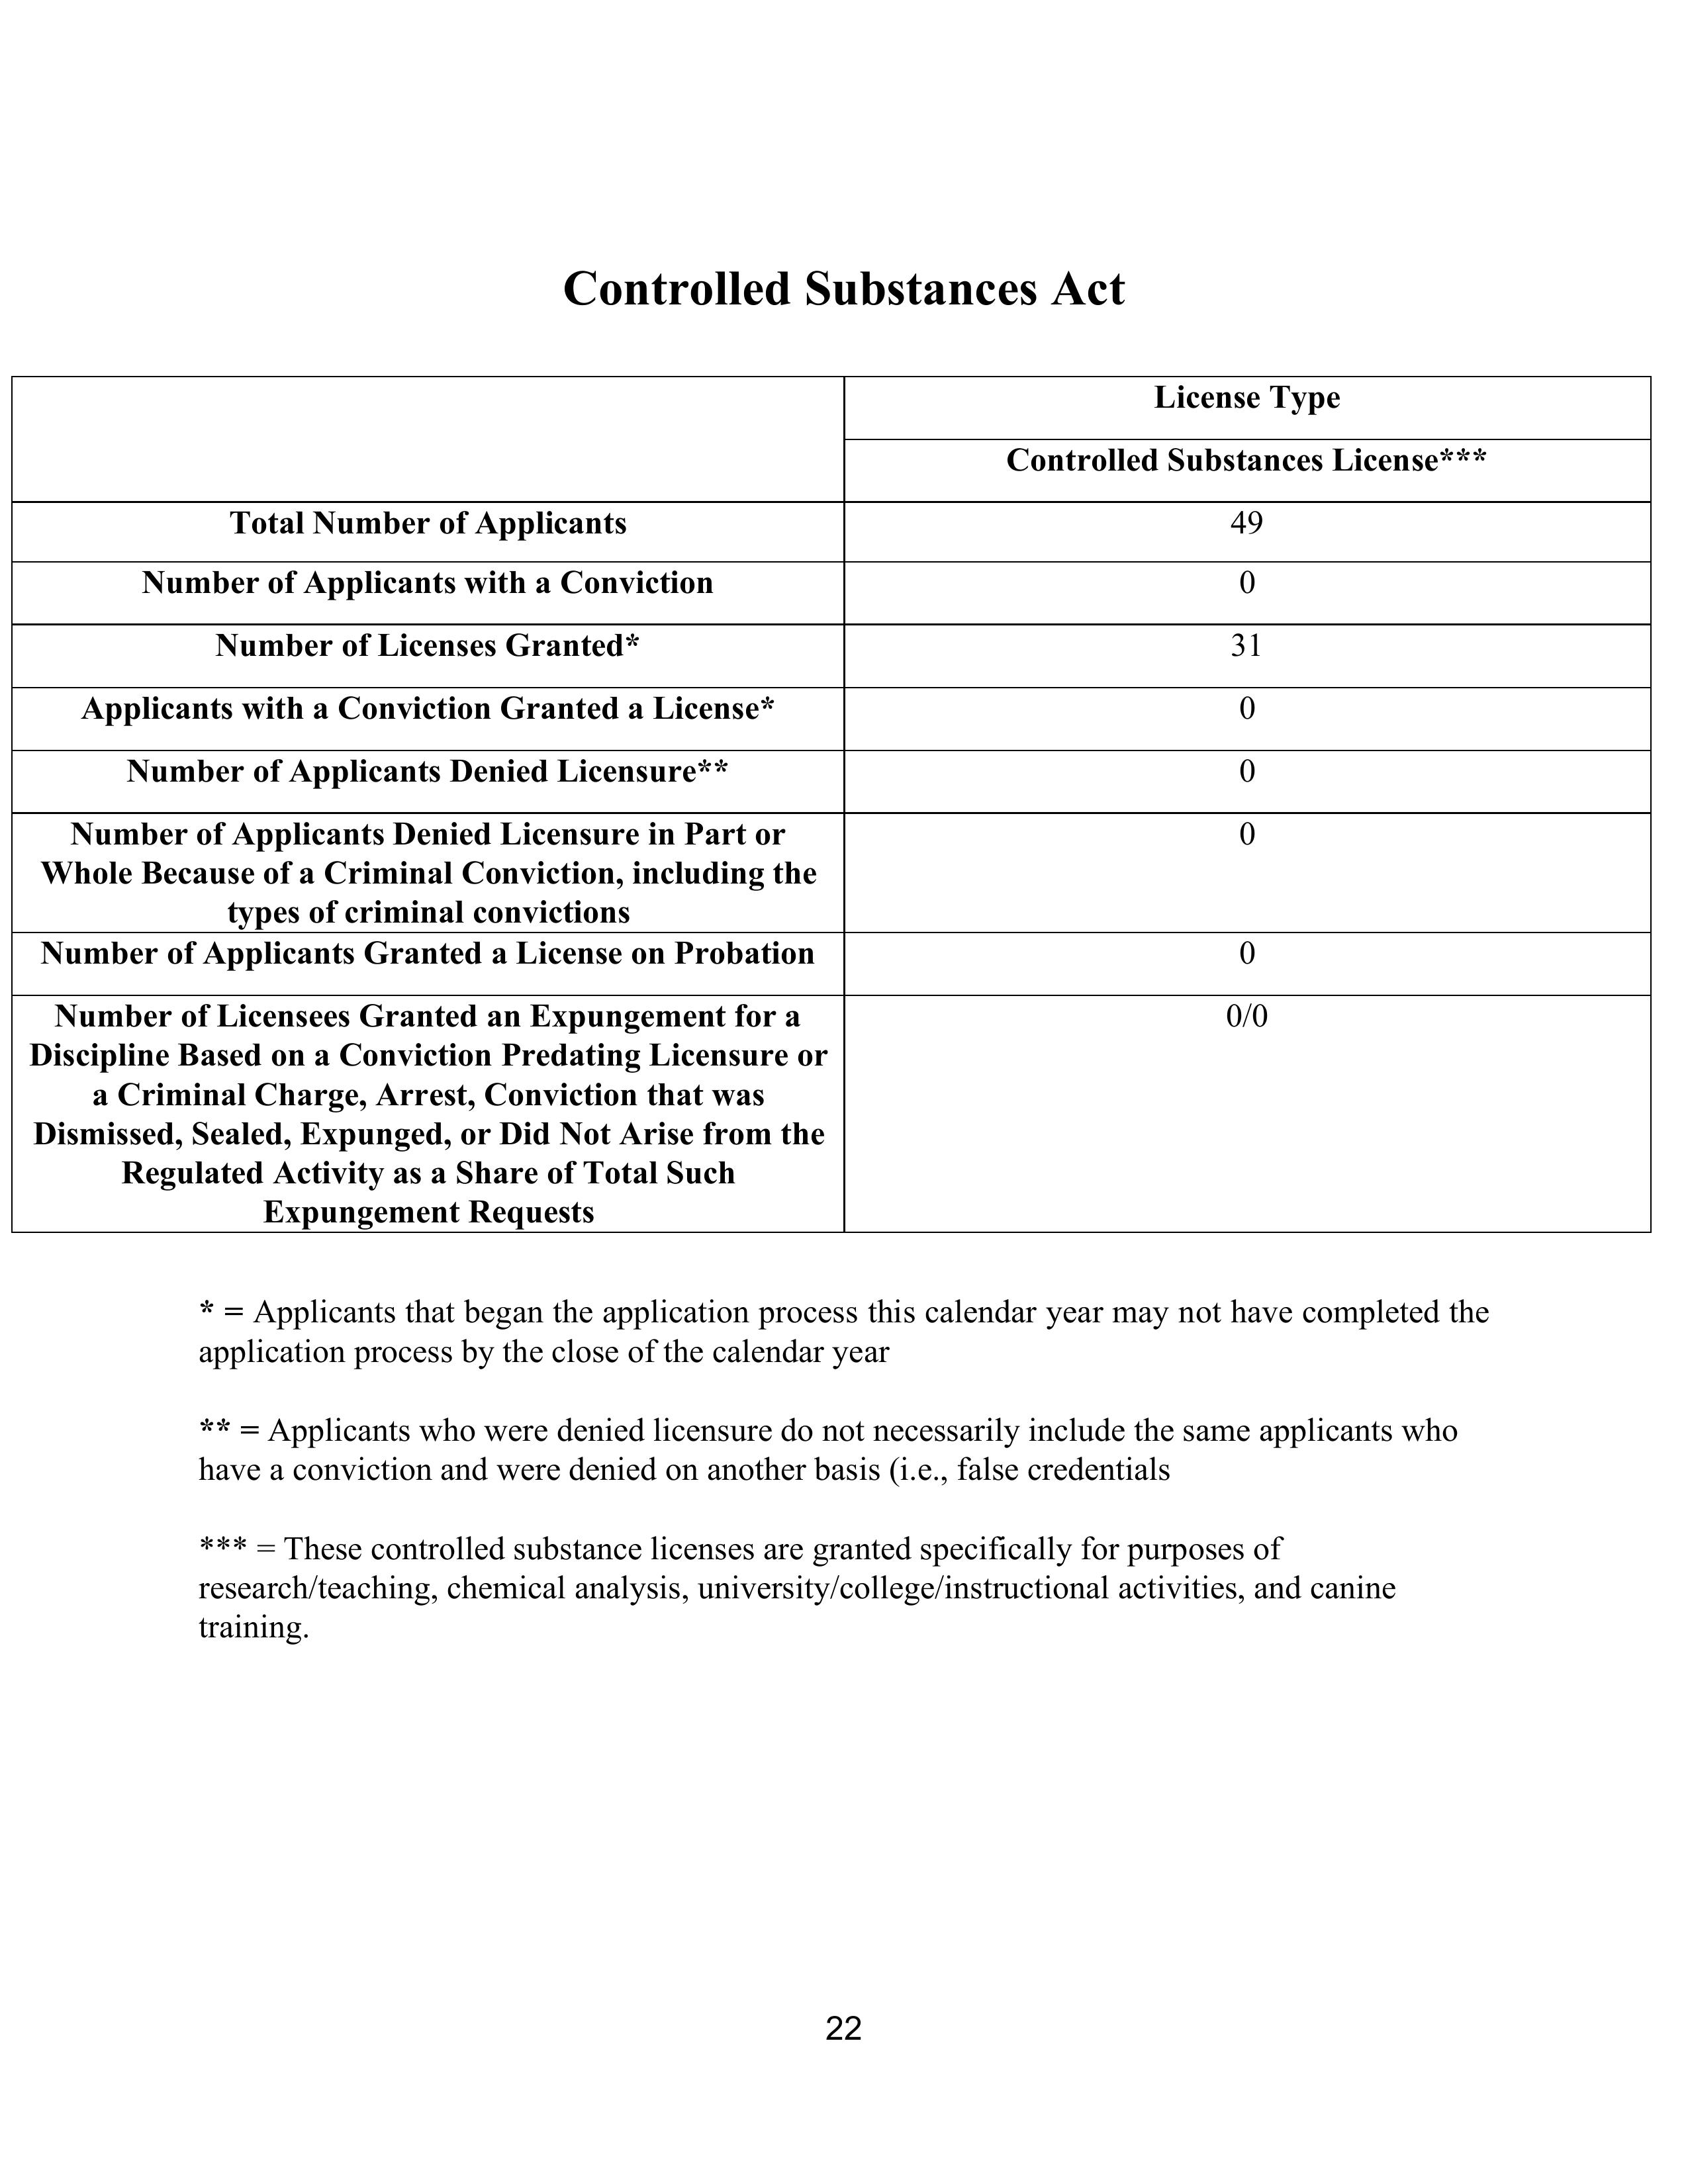 Controlled Substances Act
License Type
Controlled Substances License***
Total Number of Applicants
49
Number of Applicants with a Conviction
0
Number of Licenses Granted*
31
Applicants with a Conviction Granted a License*
0
Number of Applicants Denied Licensure**
0
Number of Applicants Denied Licensure in Part or
Whole Because of a Criminal Conviction, including the
types of criminal convictions
0
Number of Applicants Granted a License on Probation
0
Number of Licensees Granted an Expungement for a
Discipline Based on a Conviction Predating Licensure or
a Criminal Charge, Arrest, Conviction that was
Dismissed, Sealed, Expunged, or Did Not Arise from the
Regulated Activity as a Share of Total Such
Expungement Requests
0/0
* = Applicants that began the application process this calendar year may not have completed the
application process by the close of the calendar year
** = Applicants who were denied licensure do not necessarily include the same applicants who
have a conviction and were denied on another basis (i.e., false credentials
*** = These controlled substance licenses are granted specifically for purposes of
research/teaching, chemical analysis, university/college/instructional activities, and canine
training.
22